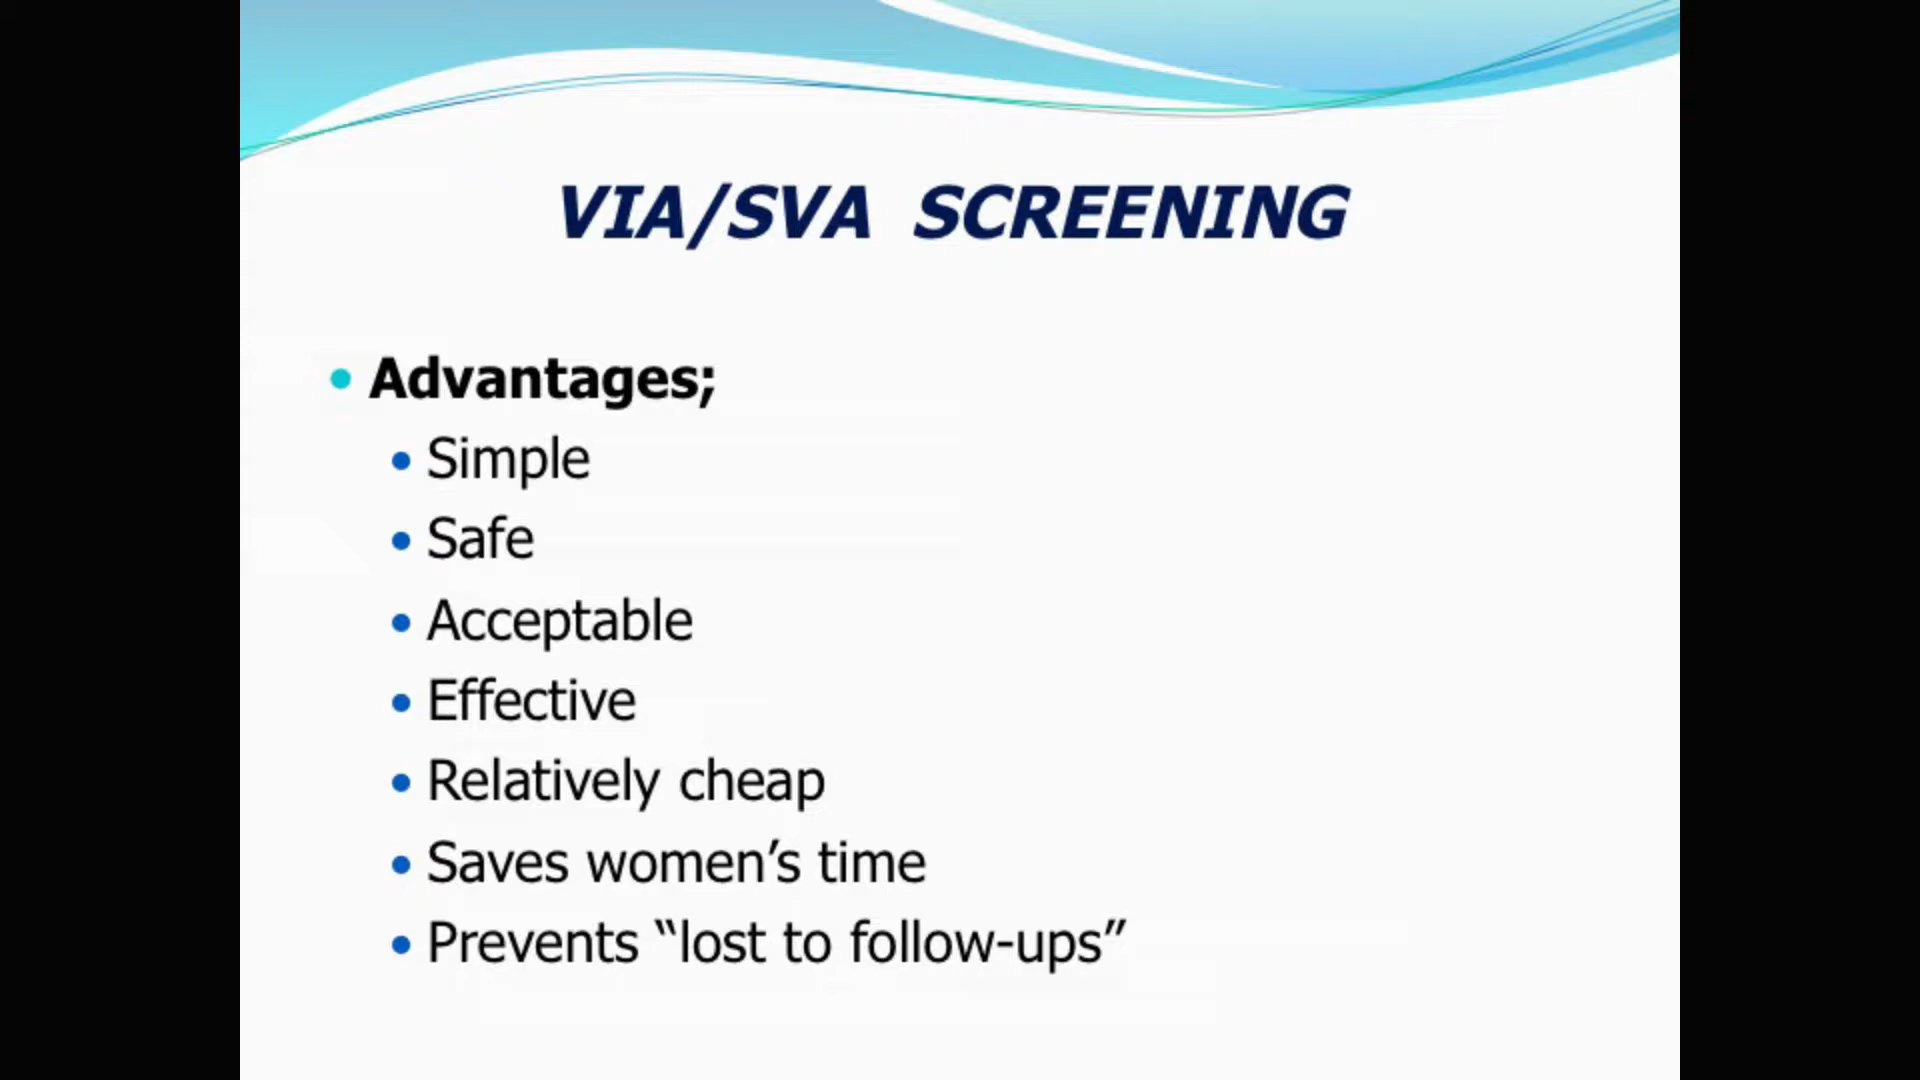 VIA/SVA SCREENING
Advantages;
Simple
Safe
Acceptable
Effective
Relatively cheap
Saves women’s time
Prevents “lost to follow-ups”